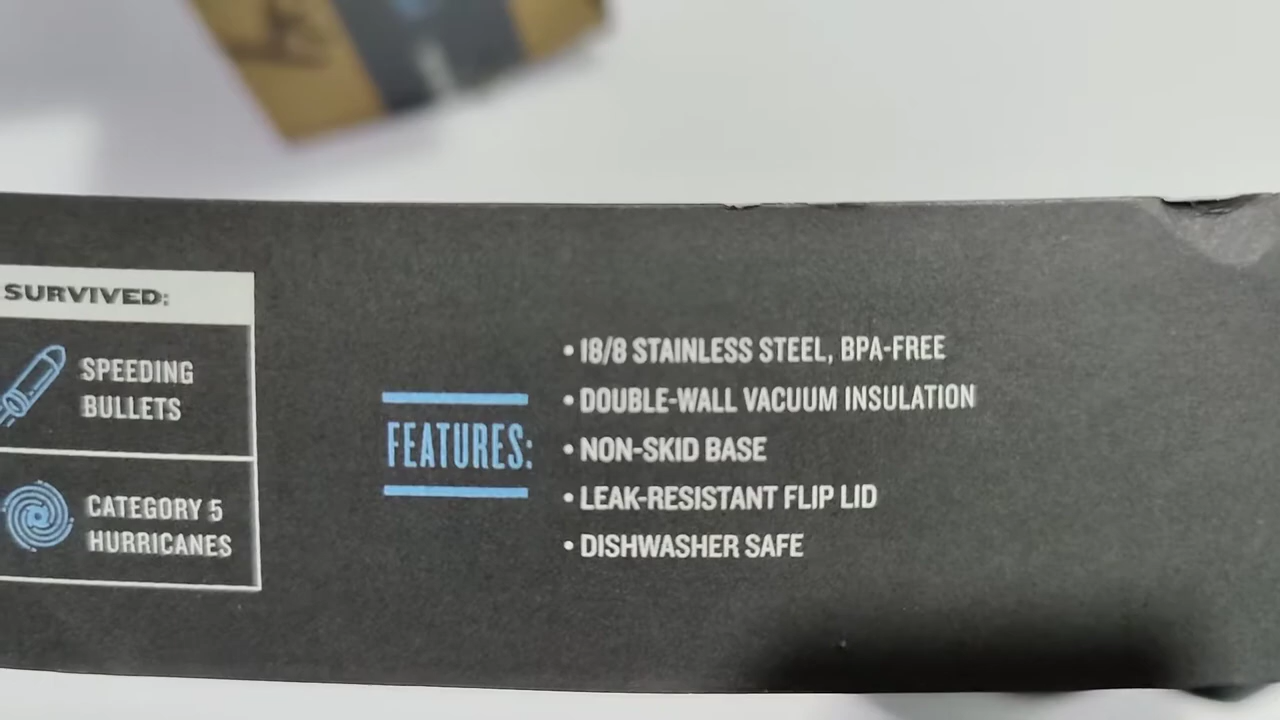 SURVIVED:
SPEEDING
BULLETS
CATEGORY 5
HURRICANES
FEATURES:
• 18/8 STAINLESS STEEL, BPA-FREE
• DOUBLE-WALL VACUUM INSULATION
• NON-SKID BASE
• LEAK-RESISTANT FLIP LID
• DISHWASHER SAFE